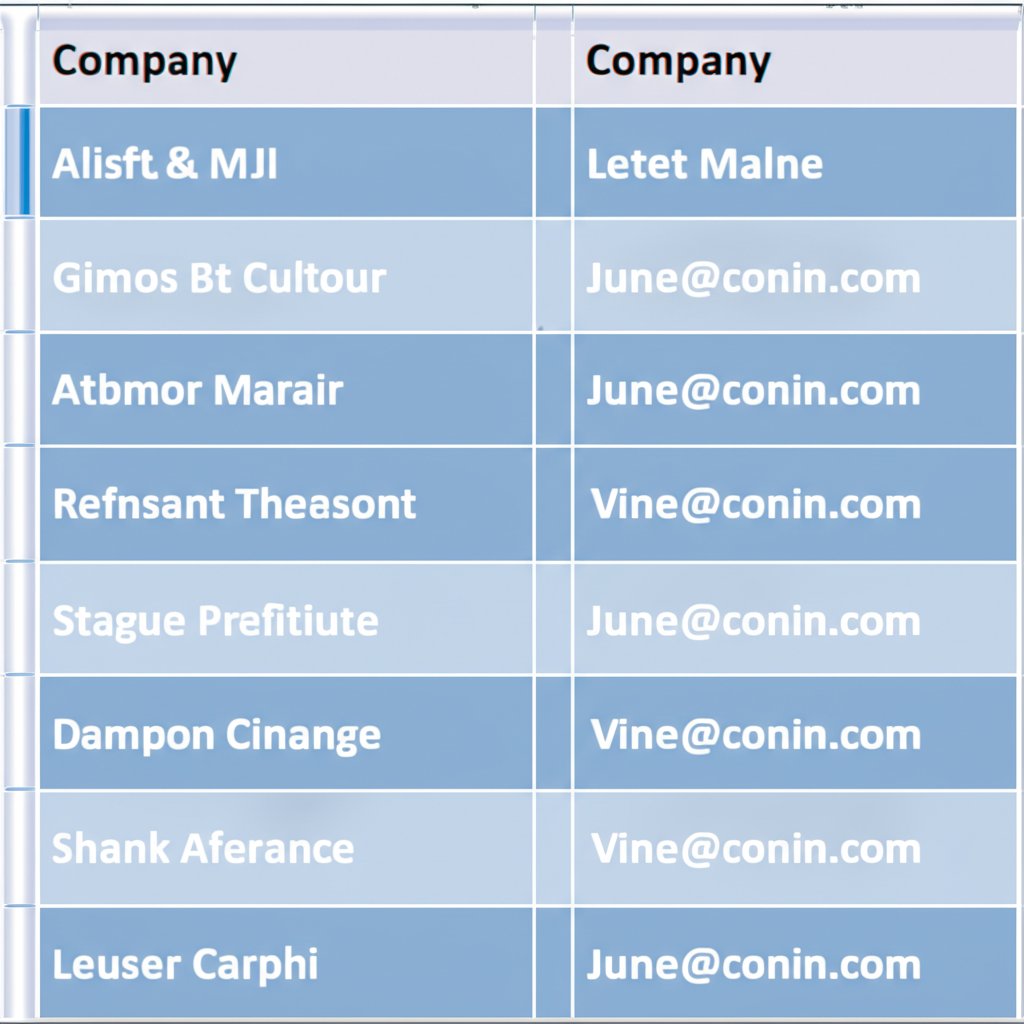 Company Company
Alisft & MJl Letet Malne
Gimos Bt Cultour June@conin.com
Atbmor Marair June@conin.com
Refnsant Theasont Vine@conin.com
Stague Prefitiute June@conin.com
Dampon Cinange Vine@conin.com
Shank Aferance Vine@conin.com
Leuser Carphi June@conin.com